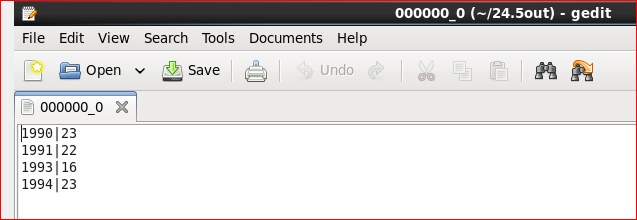 000000_0 (~/24.5out) - gedit
File Edit View Search Tools Documents Help
Open Save Undo
000000_0
1990|23
1991|22
1993|16
1994|23